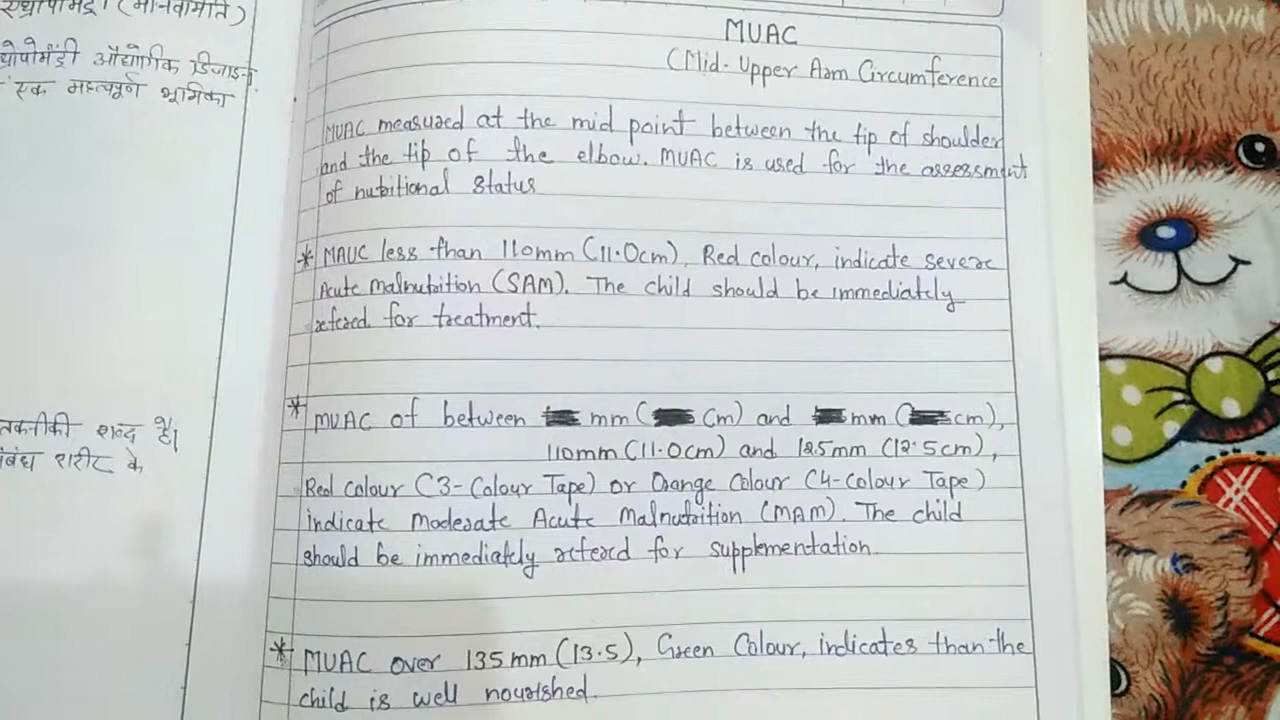 एंथ्रोपोमेट्री (मानवमिति)
थ्रोपोमेट्री औद्योगिक डिजाइन
एक महत्वपूर्ण भूमिका
तकनीकी शब्द है।
संबंध शरीर के
MUAC
(Mid-Upper Arm Circumference
MUAC measured at the mid point between the tip of shoulder
and the tip of the elbow. MUAC is used for the assessment
of nutritional status
* MAUC less than 110mm (11.0cm), Red colour, indicate severe
Acute Malnutrition (SAM). The child should be immediately
refered for treatment.
* MUAC of between mm ( cm) and mm ( cm),
110mm (11.0cm) and 125mm (12.5cm),
Red colour (3-Colour Tape) or Orange Colour (4-colour Tape)
indicate Moderate Acute Malnutrition (MAM). The child
should be immediately refered for supplementation.
* MUAC over 135mm (13.5), Green Colour, indicates than the
child is well nourished.